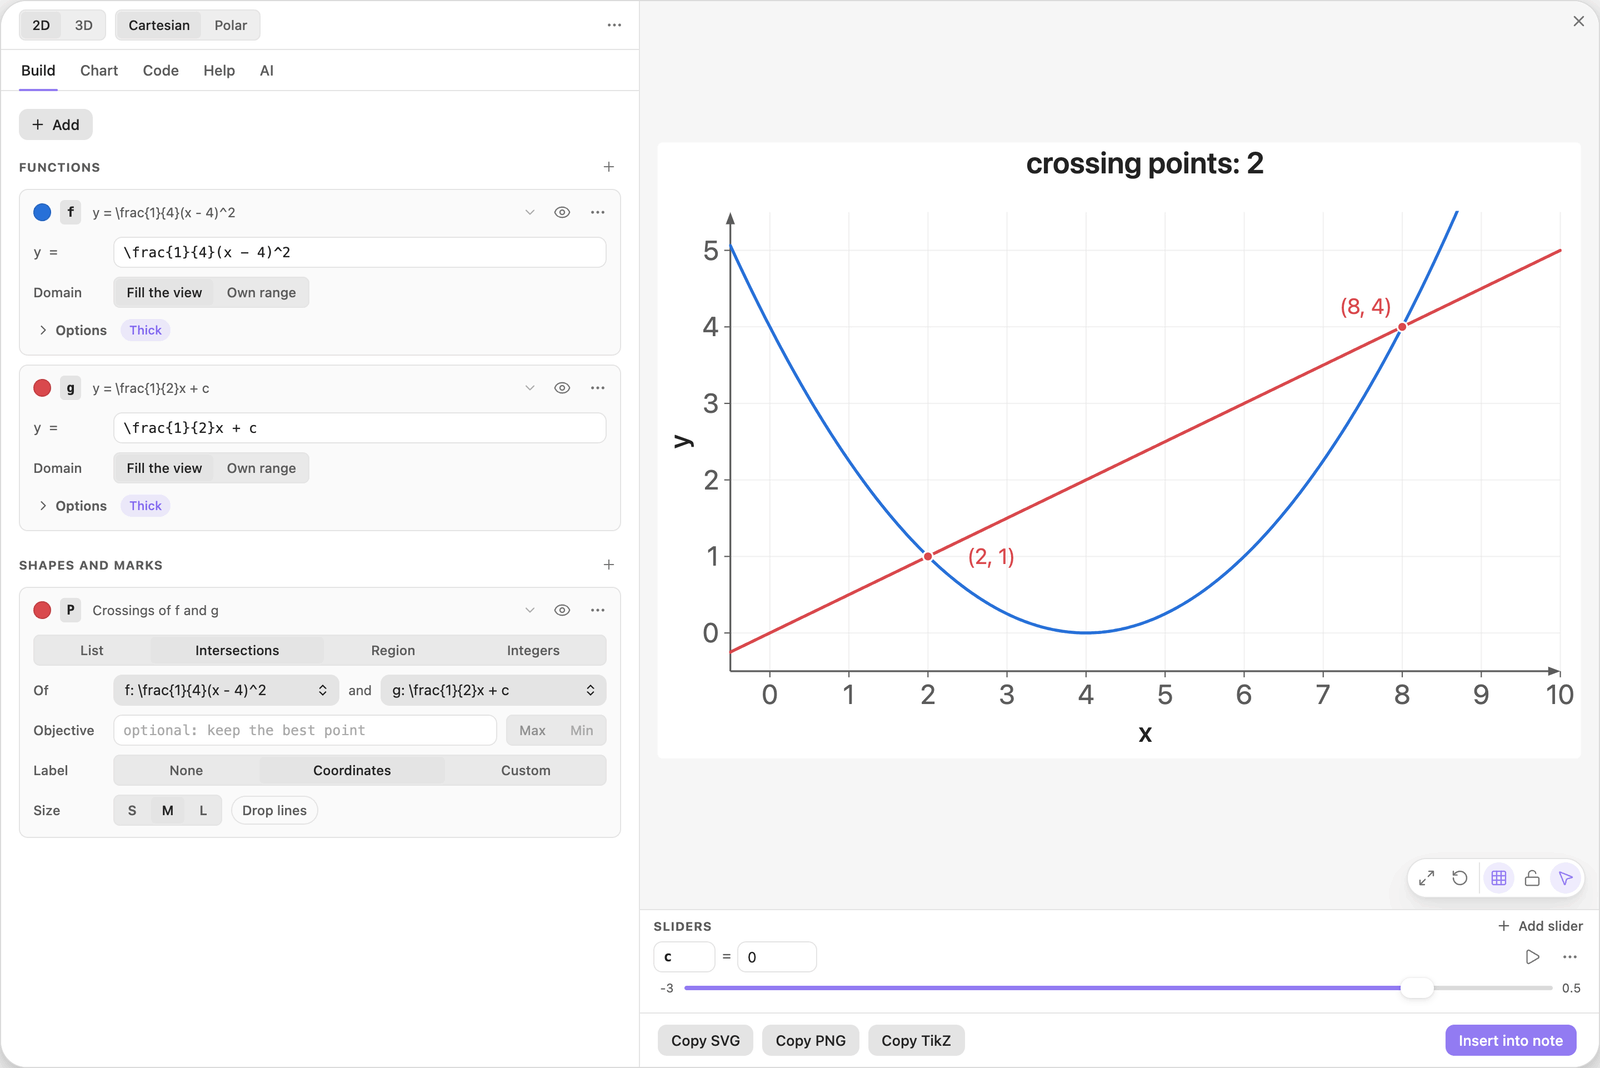 2D 3D Cartesian Polar
Build Chart Code Help AI
+ Add
FUNCTIONS
f y = \frac{1}{4}(x - 4)^2
y = \frac{1}{4}(x − 4)^2
Domain Fill the view Own range
Options Thick
g y = \frac{1}{2}x + c
y = \frac{1}{2}x + c
Domain Fill the view Own range
Options Thick
SHAPES AND MARKS
P Crossings of f and g
List Intersections Region Integers
Of f: \frac{1}{4}(x - 4)^2 and g: \frac{1}{2}x + c
Objective optional: keep the best point Max Min
Label None Coordinates Custom
Size S M L Drop lines
crossing points: 2
5
4
3
2
1
0
y
(8, 4)
(2, 1)
0 1 2 3 4 5 6 7 8 9 10
x
SLIDERS + Add slider
c = 0
-3 0.5
Copy SVG Copy PNG Copy TikZ Insert into note